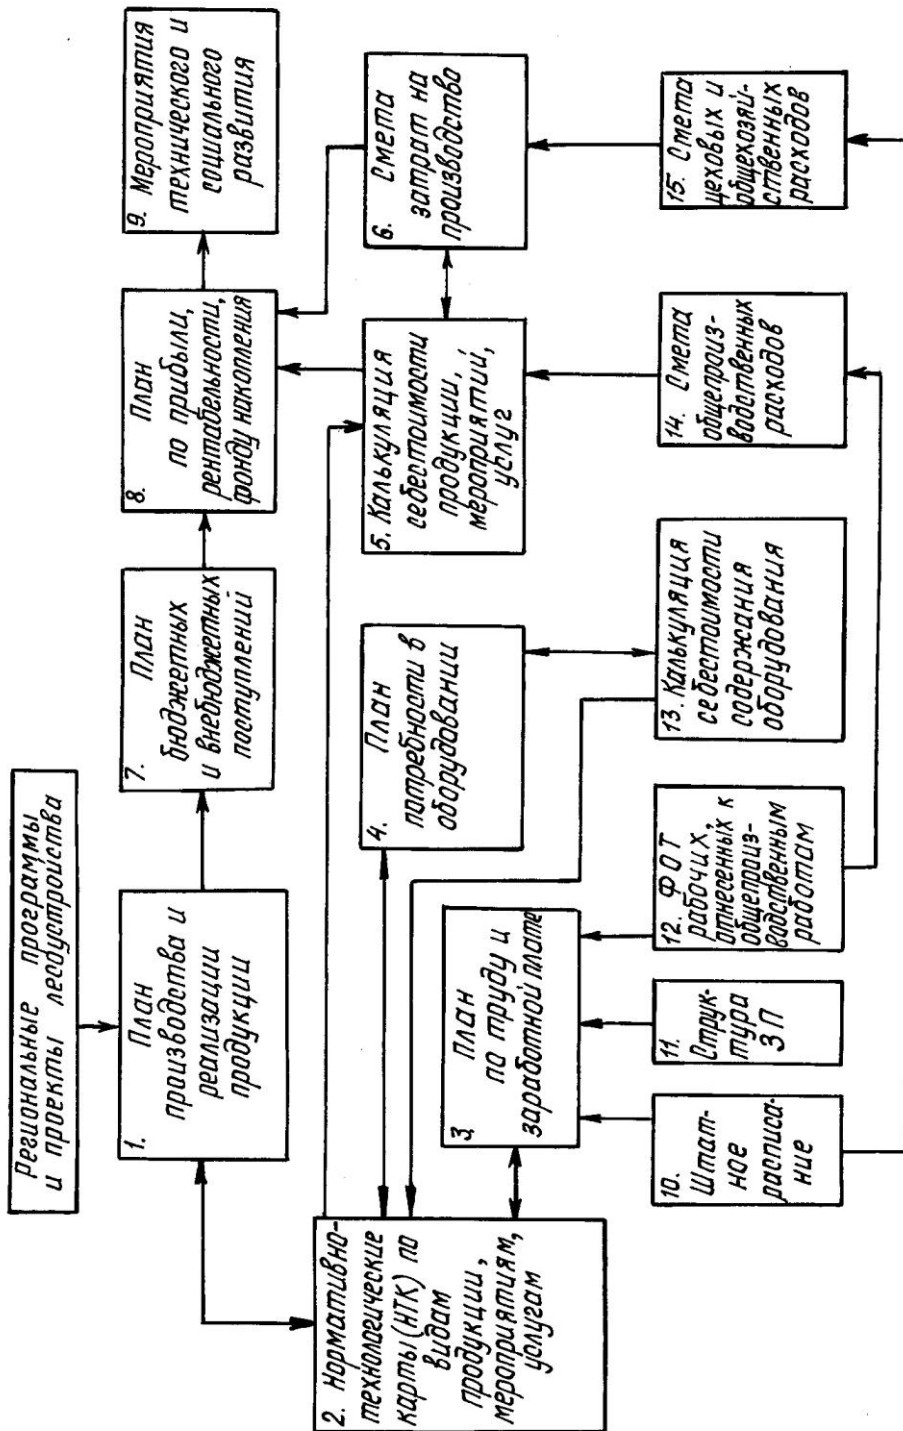 Региональные программы
и проекты лесоустройства
1. План
производства и
реализации
продукции
7. План
бюджетных
и внебюджетных
поступлений
8. План
по прибыли,
рентабельности,
фонду накопления
9. Мероприятия
технического и
социального
развития
2. Нормативно-
технологические
карты (НТК) по
видам
продукции,
мероприятиям,
услугам
3. План
по труду и
заработной плате
4. План
потребности в
оборудовании
5. Калькуляция
себестоимости
продукции,
мероприятий,
услуг
6. Смета
затрат на
производство
10. Штат-
ное
расписа-
ние
11. Струк-
тура
ЗП
12. ФОТ
рабочих,
отнесенных к
общепроиз-
водственным
работам
13. Калькуляция
себестоимости
содержания
оборудования
14. Смета
общепроиз-
водственных
расходов
15. Смета
цеховых и
общехозяй-
ственных
расходов